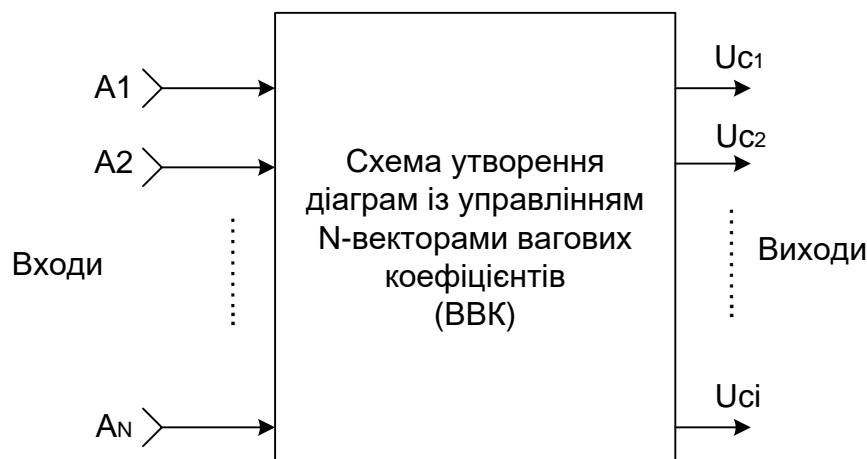 A1
A2
Входи
AN
Схема утворення
діаграм із управлінням
N-векторами вагових
коефіцієнтів
(ВВК)
Uc1
Uc2
Виходи
Uci